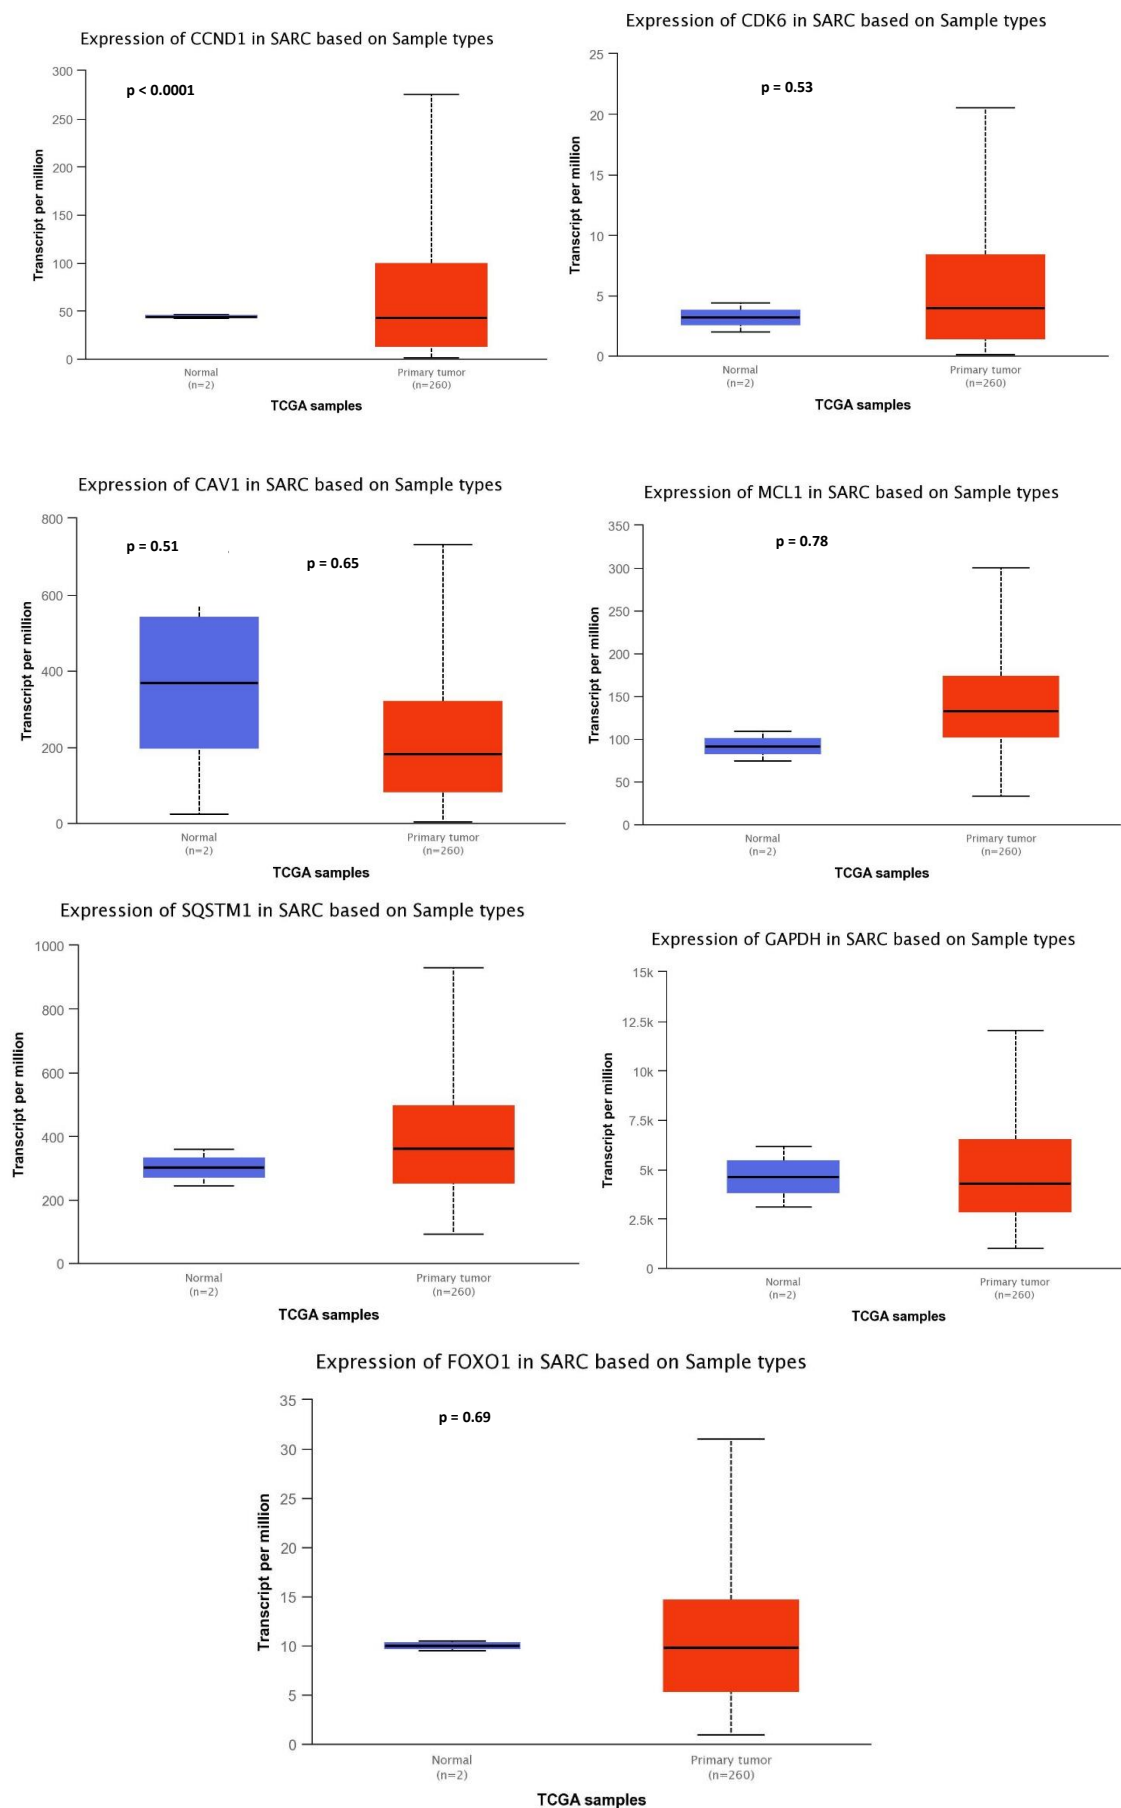 Expression of CCND1 in SARC based on Sample types
p < 0.0001
Transcript per million
300
250
200
150
100
50
0
Normal
(n=2)
Primary tumor
(n=260)
TCGA samples
Expression of CDK6 in SARC based on Sample types
p = 0.53
Transcript per million
25
20
15
10
5
0
Normal
(n=2)
Primary tumor
(n=260)
TCGA samples
Expression of CAV1 in SARC based on Sample types
p = 0.51
p = 0.65
Transcript per million
800
600
400
200
0
Normal
(n=2)
Primary tumor
(n=260)
TCGA samples
Expression of MCL1 in SARC based on Sample types
p = 0.78
Transcript per million
350
300
250
200
150
100
50
0
Normal
(n=2)
Primary tumor
(n=260)
TCGA samples
Expression of SQSTM1 in SARC based on Sample types
Transcript per million
1000
800
600
400
200
0
Normal
(n=2)
Primary tumor
(n=260)
TCGA samples
Expression of GAPDH in SARC based on Sample types
Transcript per million
15k
12.5k
10k
7.5k
5k
2.5k
0
Normal
(n=2)
Primary tumor
(n=260)
TCGA samples
Expression of FOXO1 in SARC based on Sample types
p = 0.69
Transcript per million
35
30
25
20
15
10
5
0
Normal
(n=2)
Primary tumor
(n=260)
TCGA samples